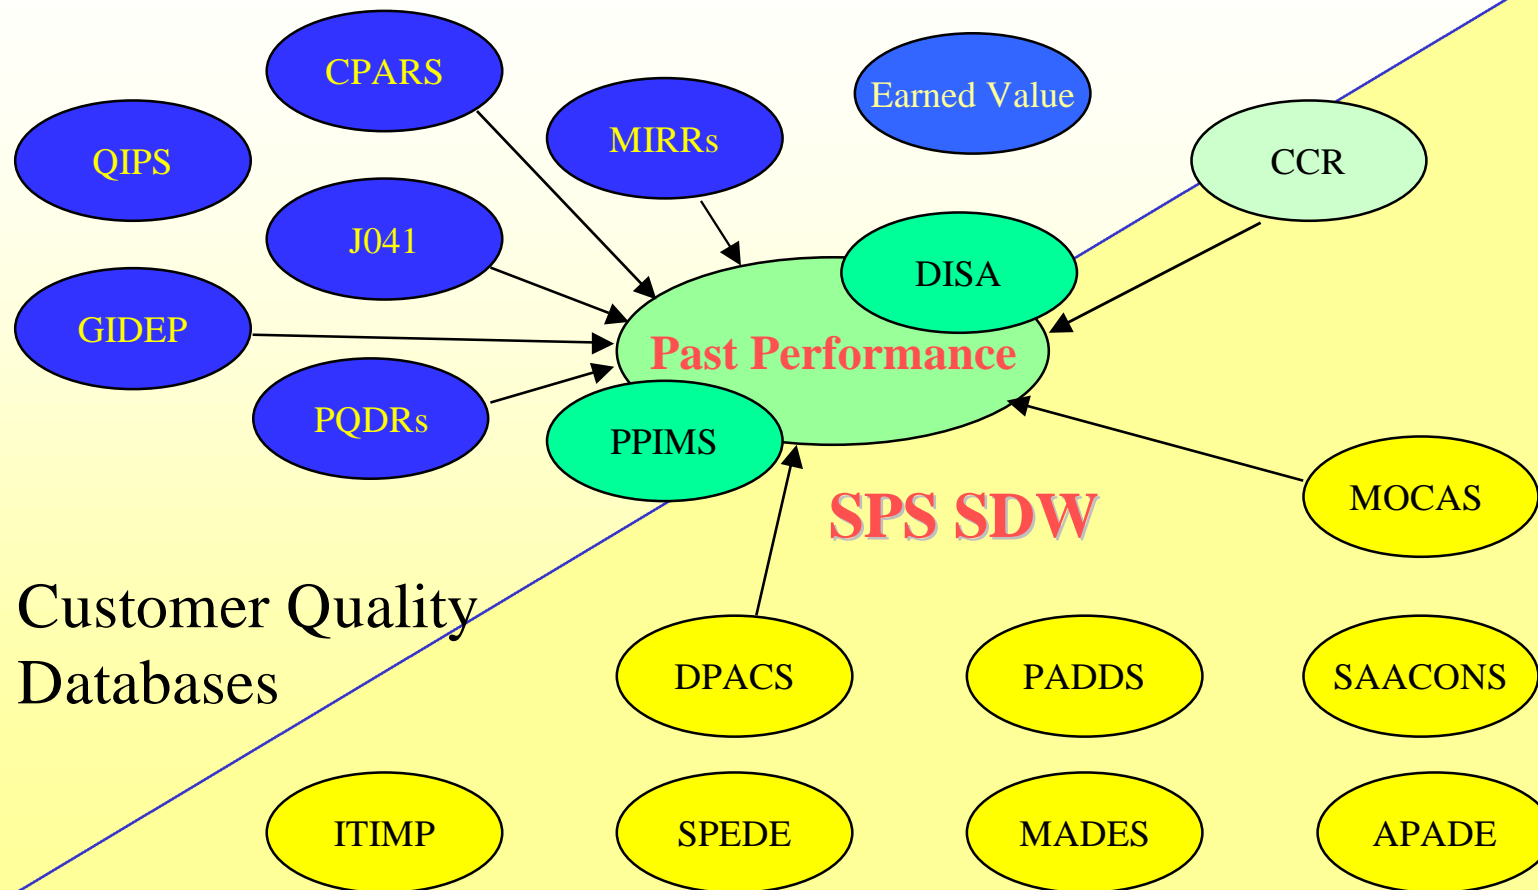 CPARS
Earned Value
MIRRs
QIPS
CCR
J041
DISA
GIDEP
Past Performance
PQDRs
PPIMS
MOCAS
SPS SDW
Customer Quality
Databases
DPACS
PADDS
SAACONS
ITIMP
SPEDE
MADES
APADE